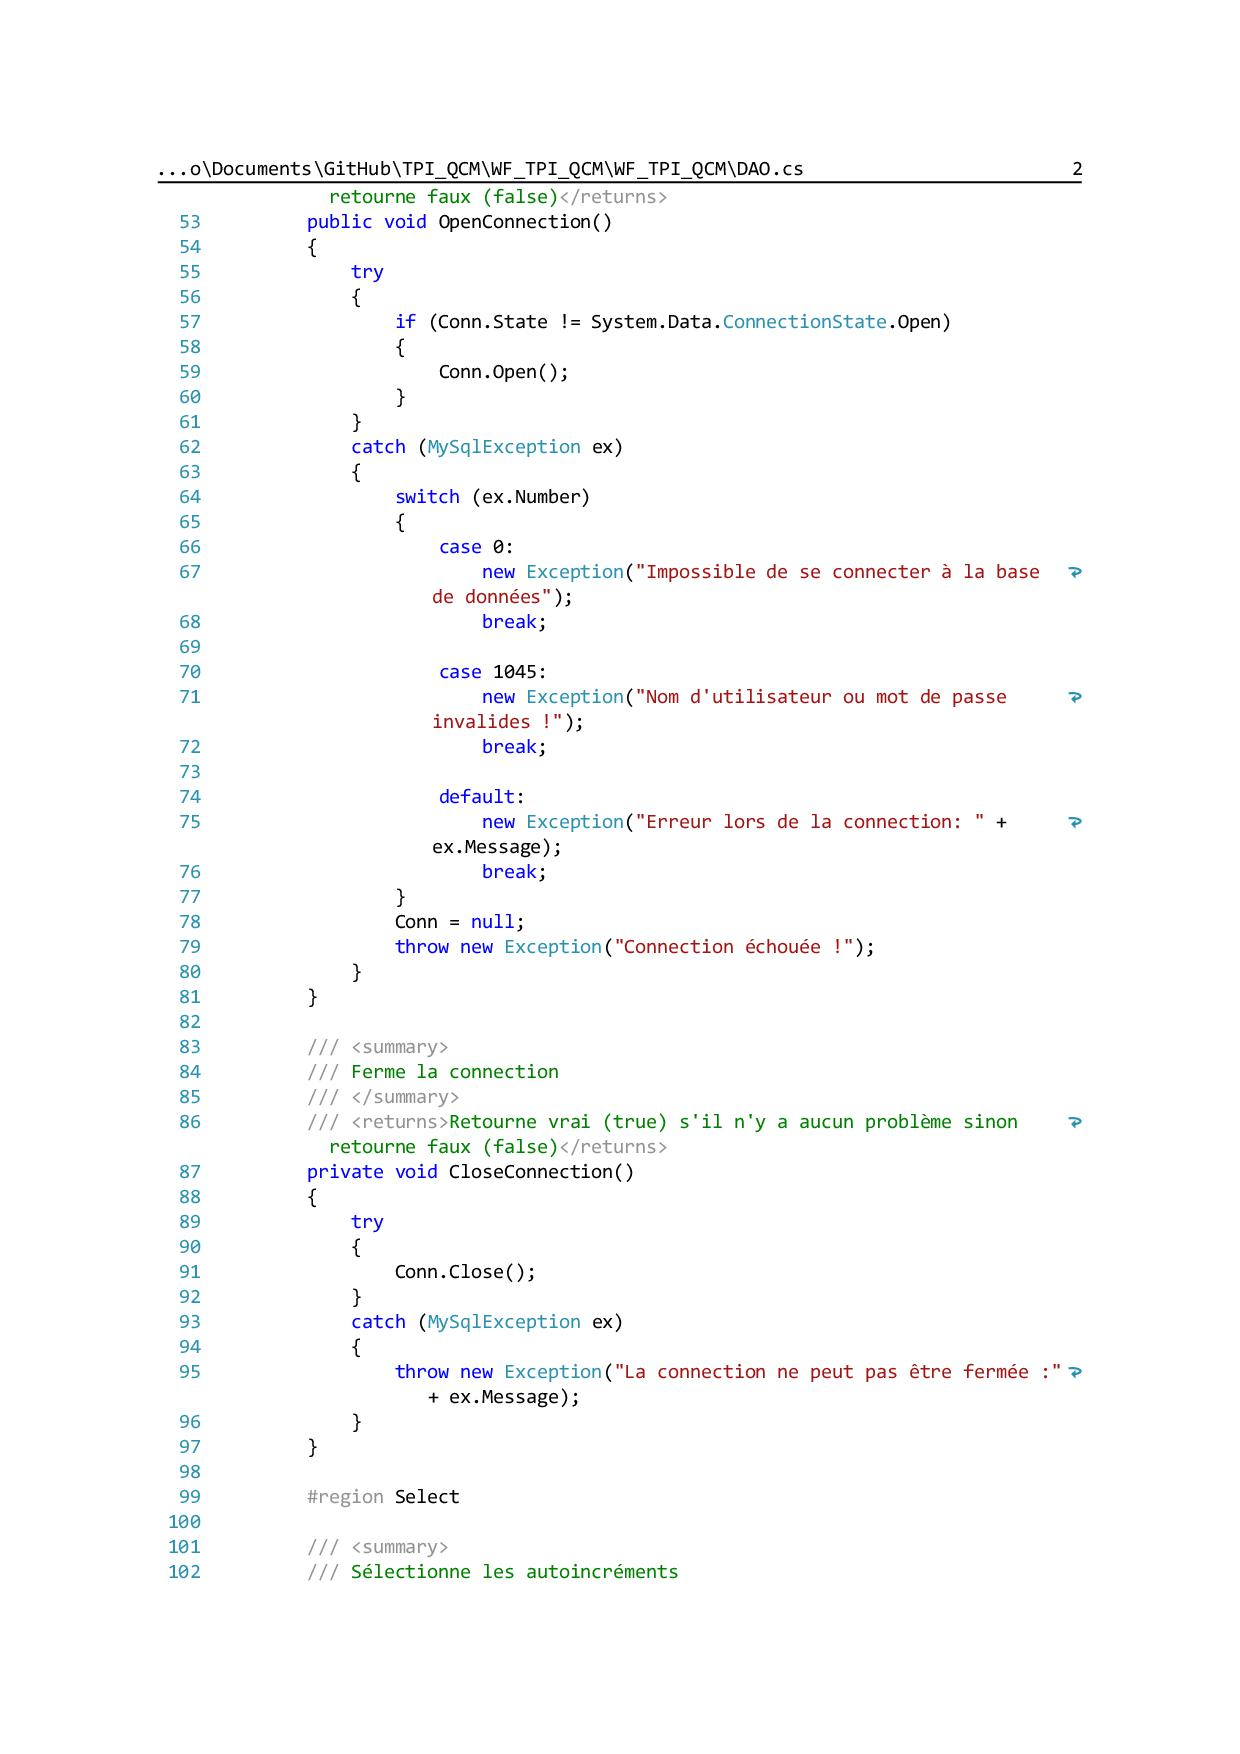 ...o\Documents\GitHub\TPI_QCM\WF_TPI_QCM\WF_TPI_QCM\DAO.cs 2
retourne faux (false)</returns>
53 public void OpenConnection()
54 {
55 try
56 {
57 if (Conn.State != System.Data.ConnectionState.Open)
58 {
59 Conn.Open();
60 }
61 }
62 catch (MySqlException ex)
63 {
64 switch (ex.Number)
65 {
66 case 0:
67 new Exception("Impossible de se connecter à la base
de données");
68 break;
69
70 case 1045:
71 new Exception("Nom d'utilisateur ou mot de passe
invalides !");
72 break;
73
74 default:
75 new Exception("Erreur lors de la connection: " +
ex.Message);
76 break;
77 }
78 Conn = null;
79 throw new Exception("Connection échouée !");
80 }
81 }
82
83 /// <summary>
84 /// Ferme la connection
85 /// </summary>
86 /// <returns>Retourne vrai (true) s'il n'y a aucun problème sinon
retourne faux (false)</returns>
87 private void CloseConnection()
88 {
89 try
90 {
91 Conn.Close();
92 }
93 catch (MySqlException ex)
94 {
95 throw new Exception("La connection ne peut pas être fermée :"
+ ex.Message);
96 }
97 }
98
99 #region Select
100
101 /// <summary>
102 /// Sélectionne les autoincréments